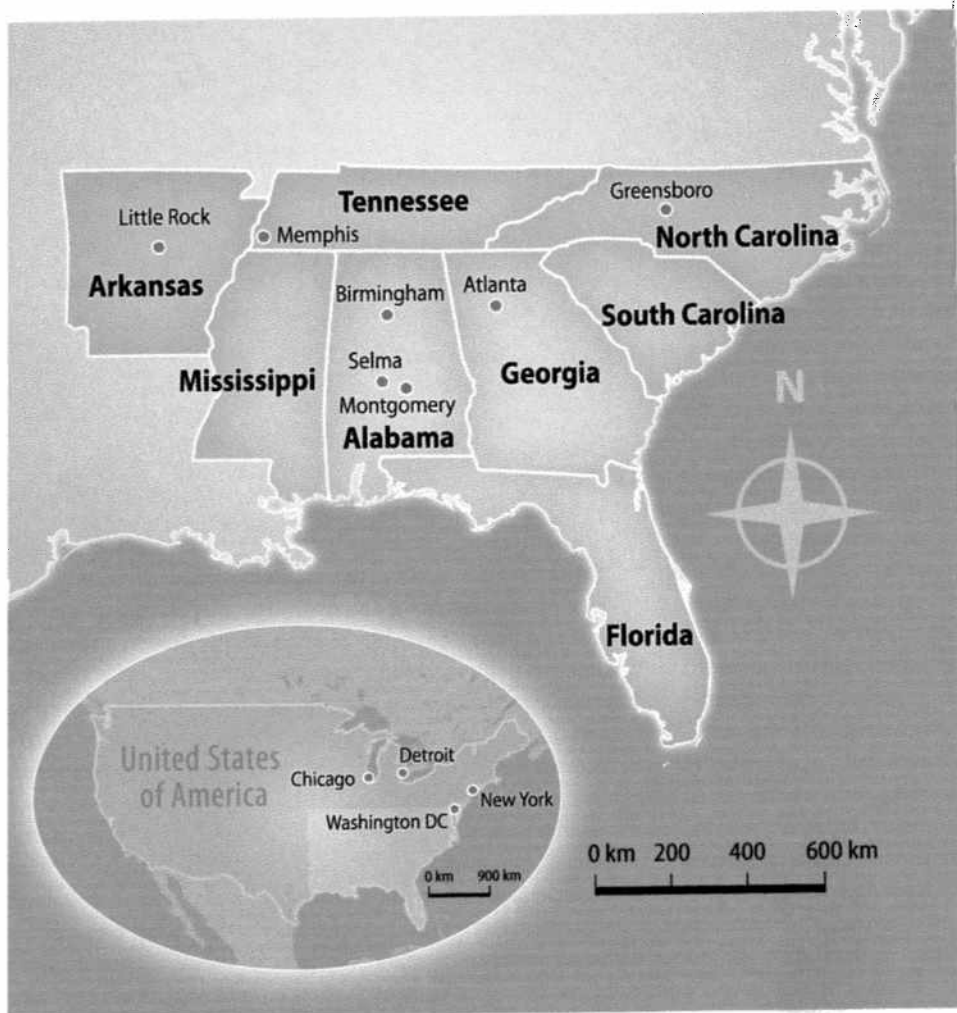 Tennessee
Greensboro
Little Rock
Memphis
North Carolina
Arkansas
Birmingham
Atlanta
South Carolina
Selma
Mississippi
Georgia
Montgomery
Alabama
N
Florida
United States
of America
Detroit
Chicago
New York
Washington DC
0 km 900 km
0 km 200 400 600 km